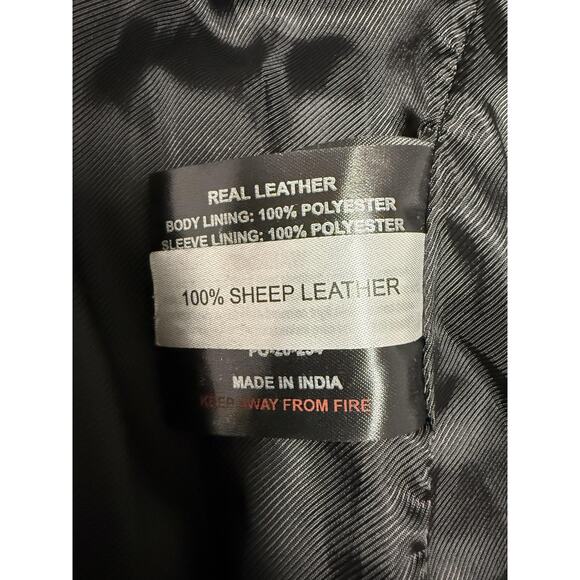 REAL LEATHER
BODY LINING: 100% POLYESTER
SLEEVE LINING: 100% POLYESTER
100% SHEEP LEATHER
MADE IN INDIA
KEEP AWAY FROM FIRE